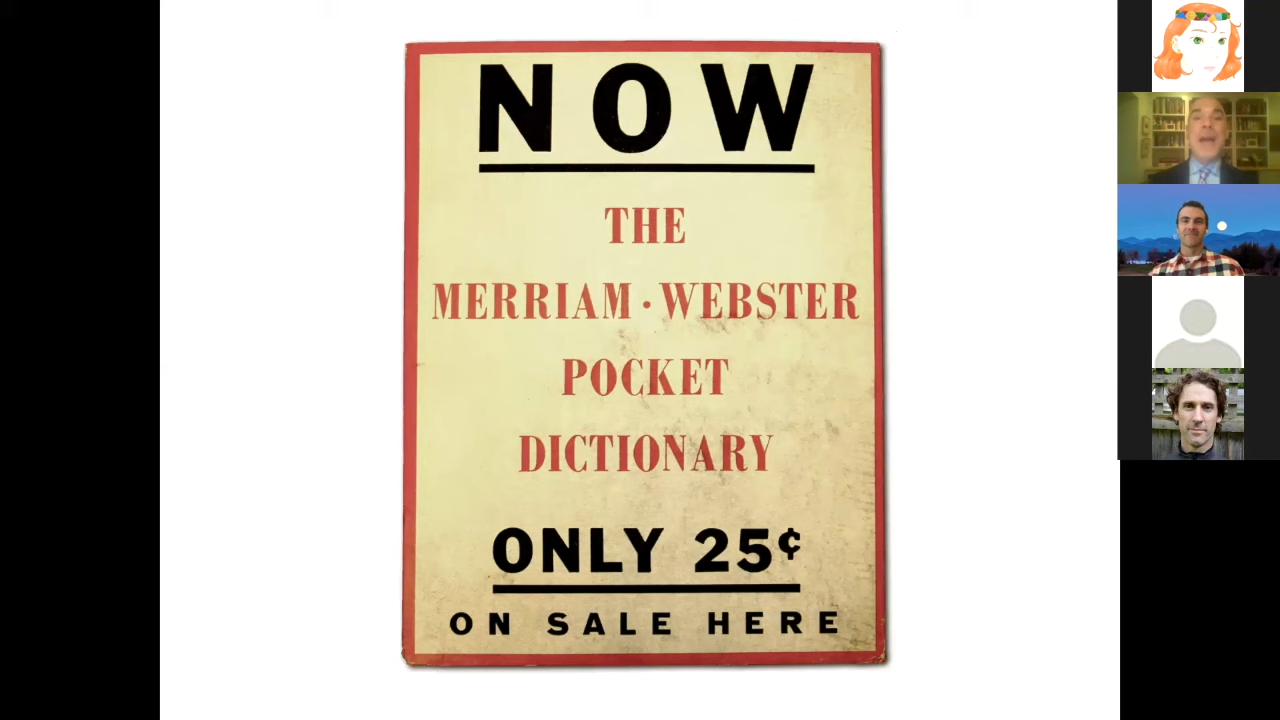 NOW
THE
MERRIAM · WEBSTER
POCKET
DICTIONARY
ONLY 25¢
ON SALE HERE